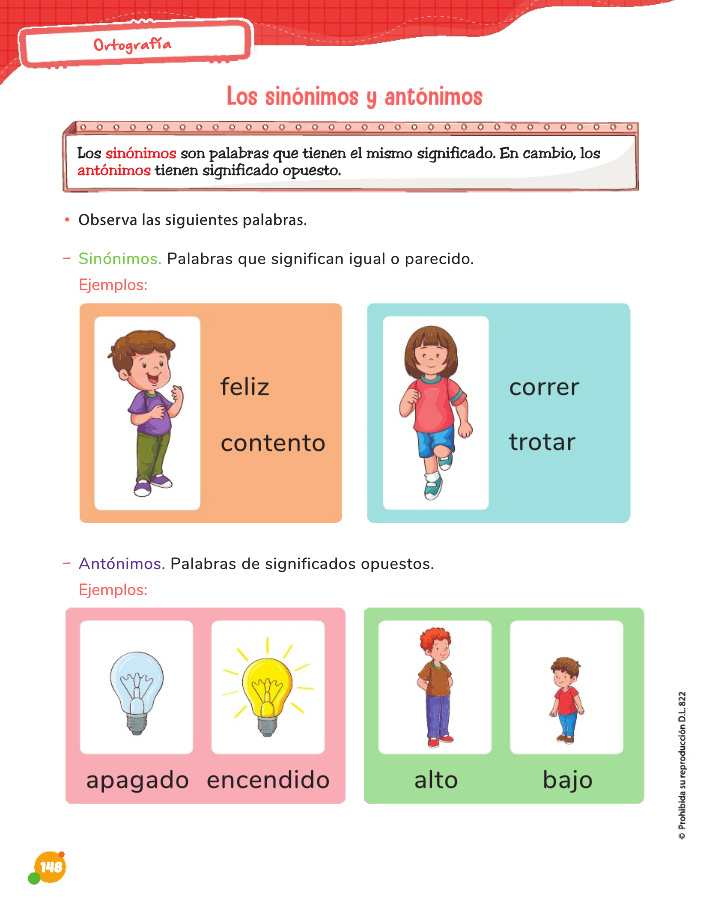 Ortografía
Los sinónimos y antónimos
Los sinónimos son palabras que tienen el mismo significado. En cambio, los
antónimos tienen significado opuesto.
• Observa las siguientes palabras.
– Sinónimos. Palabras que significan igual o parecido.
Ejemplos:
feliz
contento
correr
trotar
– Antónimos. Palabras de significados opuestos.
Ejemplos:
apagado encendido
alto bajo
© Prohibida su reproducción D.L. 822
148